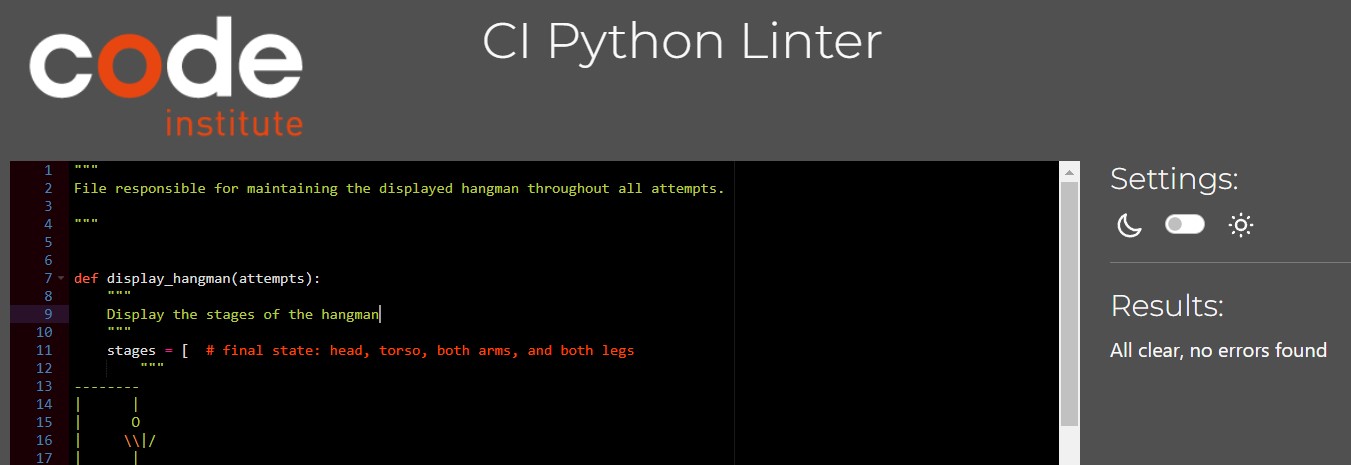 code
institute
CI Python Linter
1 """
2 File responsible for maintaining the displayed hangman throughout all attempts.
3
4 """
5
6
7 def display_hangman(attempts):
8     """
9     Display the stages of the hangman
10     """
11     stages = [  # final state: head, torso, both arms, and both legs
12         """
13 --------
14 |      |
15 |      O
16 |     \\|/
17 |      |
Settings:
Results:
All clear, no errors found